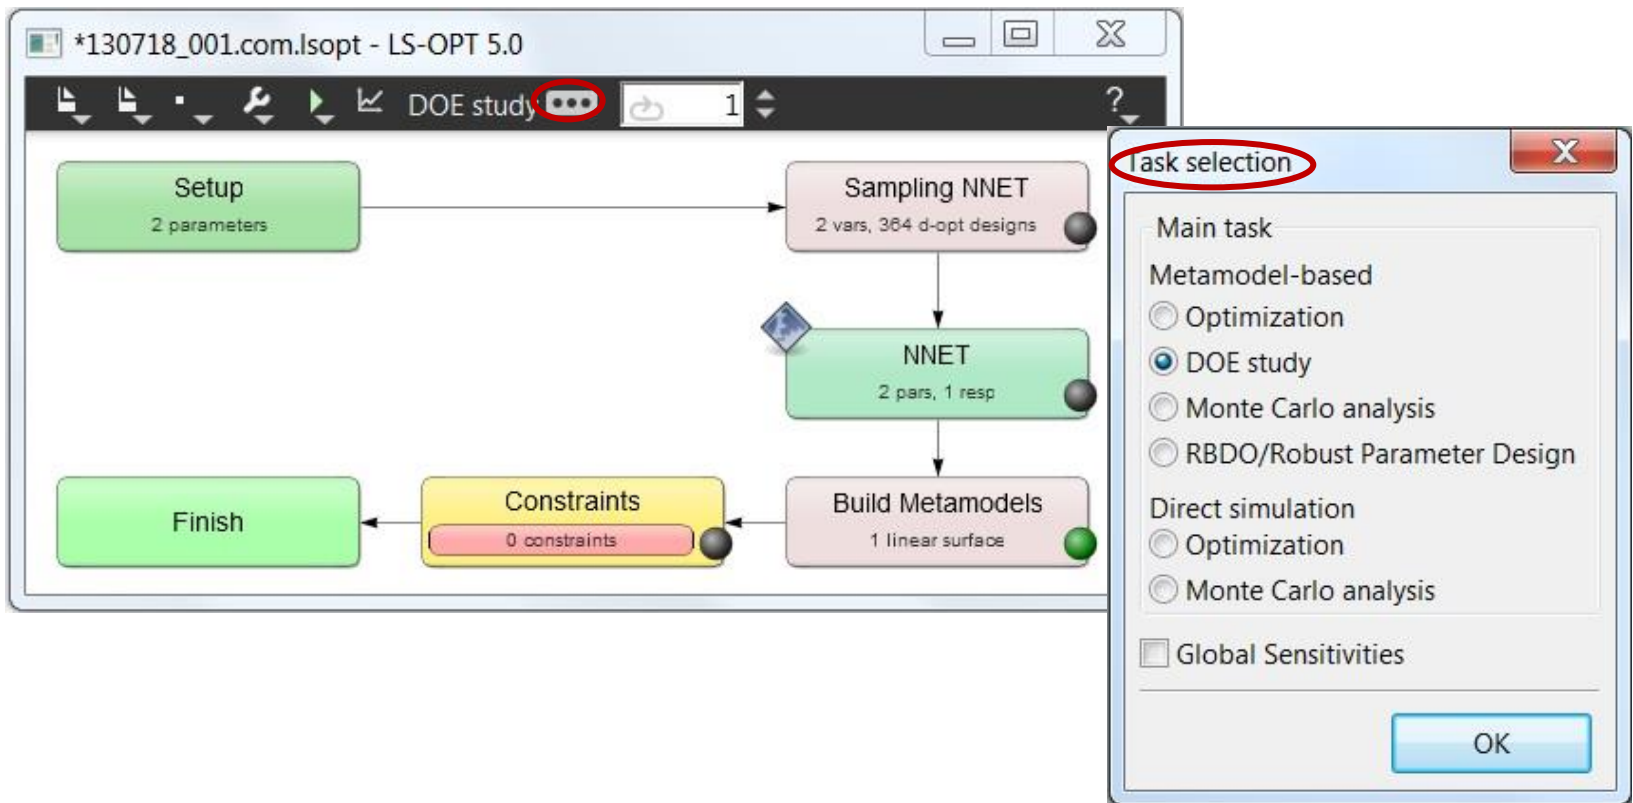 *130718_001.com.lsopt - LS-OPT 5.0
DOE study
1
?
Setup
2 parameters
Sampling NNET
2 vars, 364 d-opt designs
NNET
2 pars, 1 resp
Build Metamodels
1 linear surface
Constraints
0 constraints
Finish
Task selection
Main task
Metamodel-based
Optimization
DOE study
Monte Carlo analysis
RBDO/Robust Parameter Design
Direct simulation
Optimization
Monte Carlo analysis
Global Sensitivities
OK